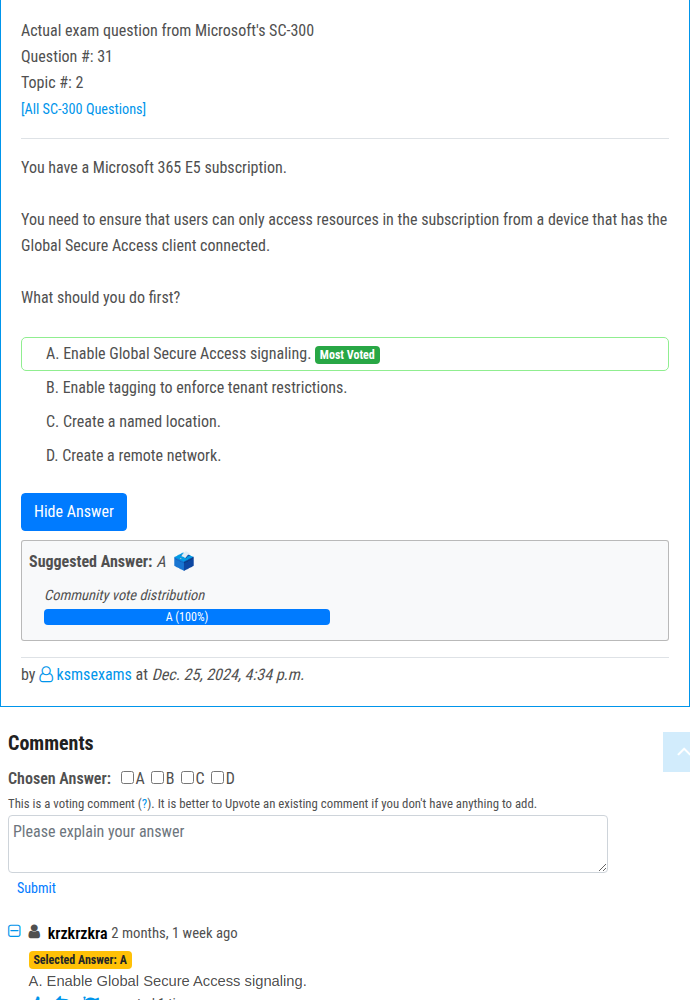 Actual exam question from Microsoft's SC-300
Question #: 31
Topic #: 2
[All SC-300 Questions]
You have a Microsoft 365 E5 subscription.
You need to ensure that users can only access resources in the subscription from a device that has the
Global Secure Access client connected.
What should you do first?
A. Enable Global Secure Access signaling. Most Voted
B. Enable tagging to enforce tenant restrictions.
C. Create a named location.
D. Create a remote network.
Hide Answer
Suggested Answer: A
Community vote distribution
A (100%)
by ksmsexams at Dec. 25, 2024, 4:34 p.m.
Comments
Chosen Answer: A B C D
This is a voting comment (?). It is better to Upvote an existing comment if you don't have anything to add.
Please explain your answer
Submit
krzkrzkra 2 months, 1 week ago
Selected Answer: A
A. Enable Global Secure Access signaling.